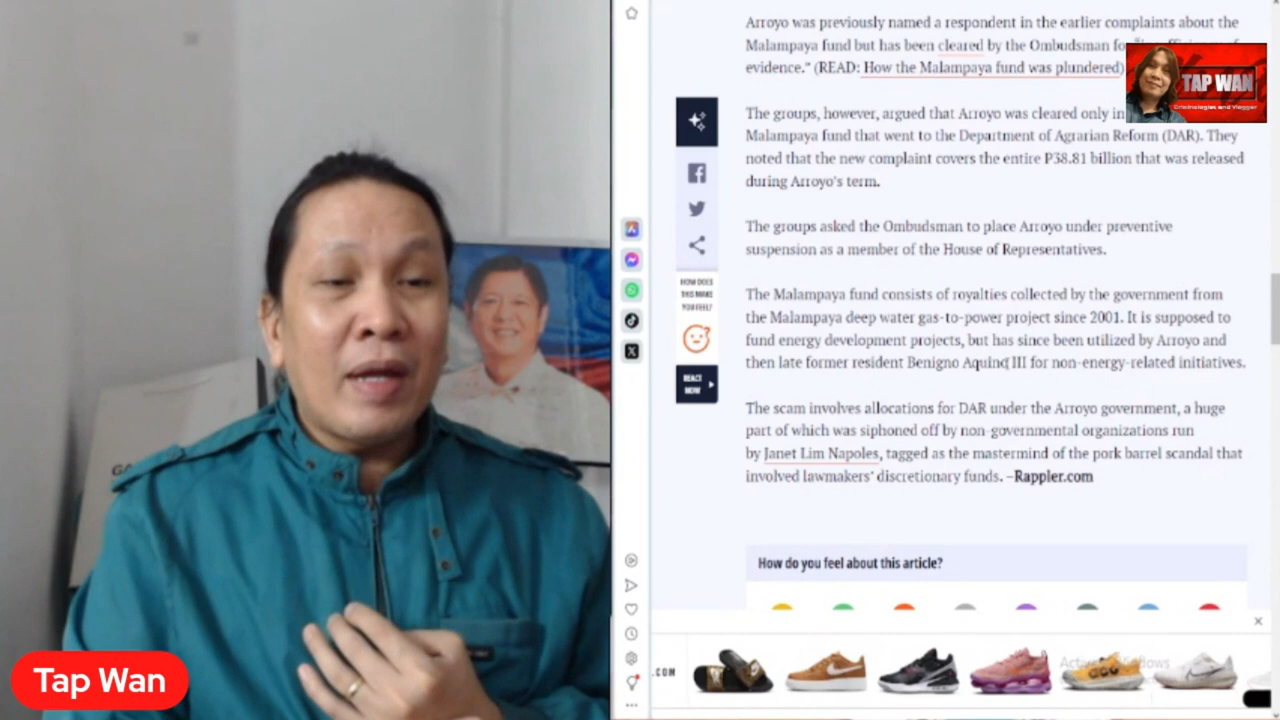 Arroyo was previously named a respondent in the earlier complaints about the
Malampaya fund but has been cleared by the Ombudsman
evidence." (READ: How the Malampaya fund was plundered)
TAP WAN
Criminologist and Vlogger
The groups, however, argued that Arroyo was cleared only in
Malampaya fund that went to the Department of Agrarian Reform (DAR). They
noted that the new complaint covers the entire P38.81 billion that was released
during Arroyo's term.
The groups asked the Ombudsman to place Arroyo under preventive
suspension as a member of the House of Representatives.
HOW DOES
THIS MAKE
YOU FEEL?
REACT
NOW
The Malampaya fund consists of royalties collected by the government from
the Malampaya deep water gas-to-power project since 2001. It is supposed to
fund energy development projects, but has since been utilized by Arroyo and
then late former resident Benigno Aquino III for non-energy-related initiatives.
The scam involves allocations for DAR under the Arroyo government, a huge
part of which was siphoned off by non-governmental organizations run
by Janet Lim Napoles, tagged as the mastermind of the pork barrel scandal that
involved lawmakers' discretionary funds. –Rappler.com
How do you feel about this article?
.COM
Tap Wan